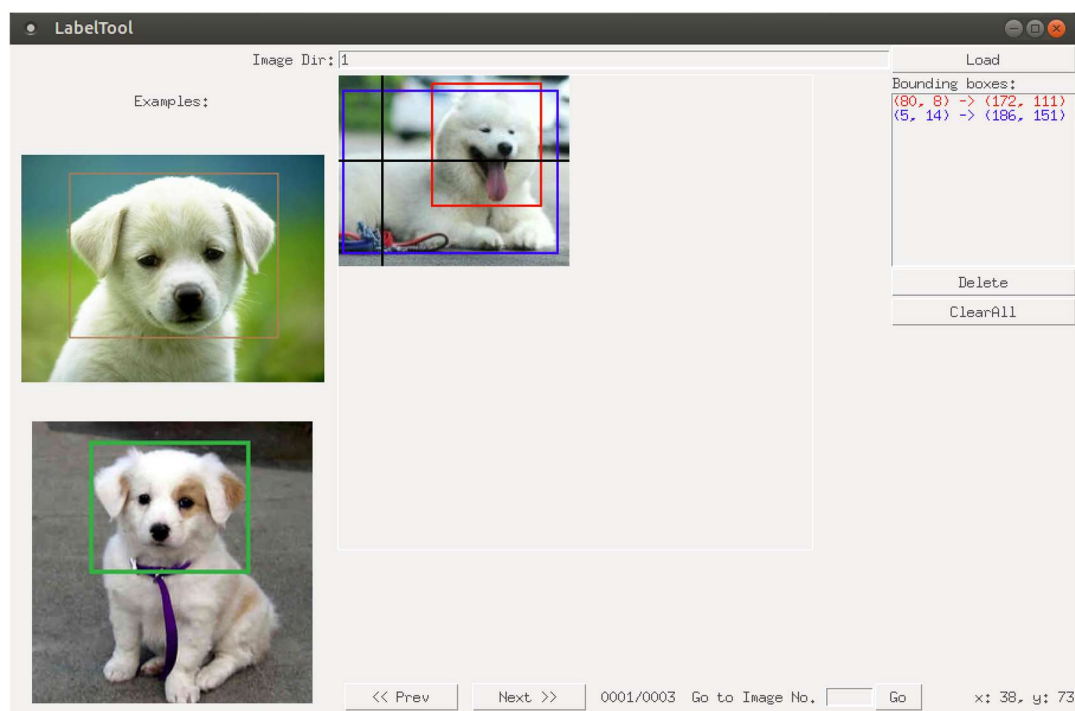 LabelTool
Image Dir: 1 Load
Examples:
Bounding boxes:
(80, 8) -> (172, 111)
(5, 14) -> (186, 151)
Delete
ClearAll
<< Prev Next >> 0001/0003 Go to Image No. Go x: 38, y: 73